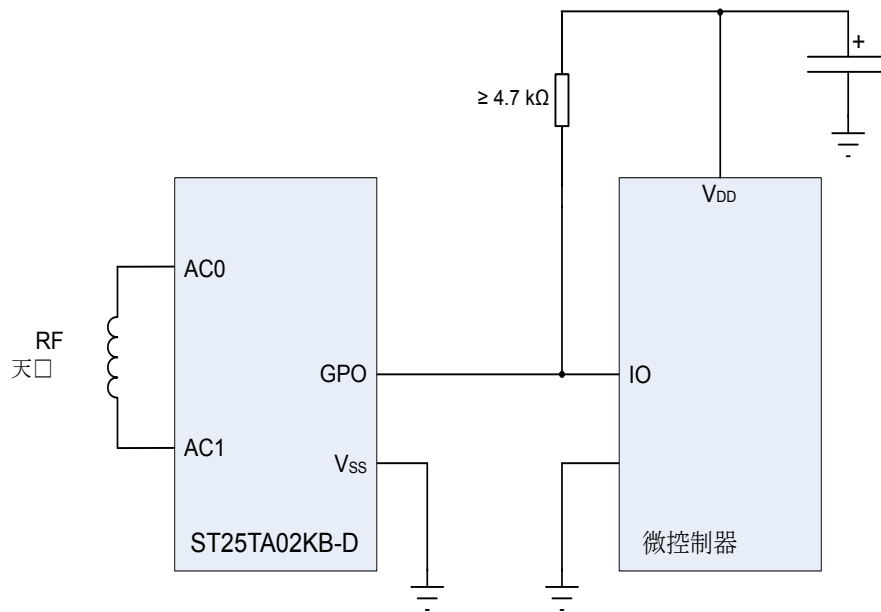 +
≥ 4.7 kΩ
VDD
AC0
RF
天□
GPO
IO
AC1
VSS
ST25TA02KB-D
微控制器